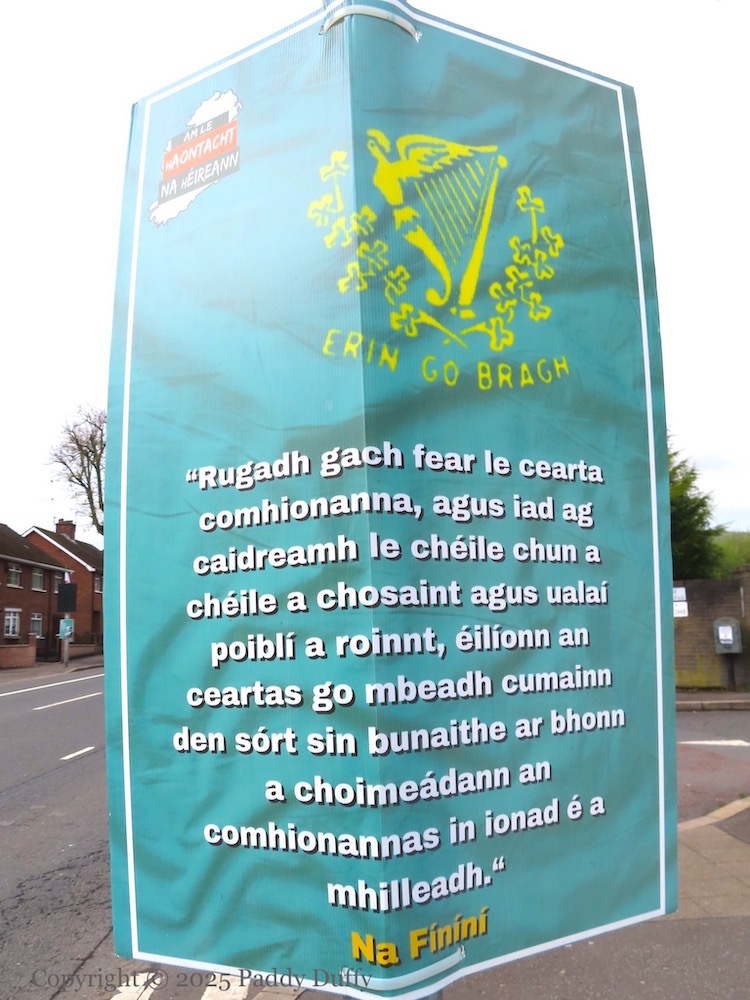 AM LE
hAONTACHT
NA hÉIREANN
ERIN GO BRAGH
“Rugadh gach fear le cearta
comhionanna, agus iad ag
caidreamh le chéile chun a
chéile a chosaint agus ualaí
poiblí a roinnt, éilíonn an
ceartas go mbeadh cumainn
den sórt sin bunaithe ar bhonn
a choimeádann an
comhionannas in ionad é a
mhilleadh.“
Na Fíníní
Copyright © 2025 Paddy Duffy